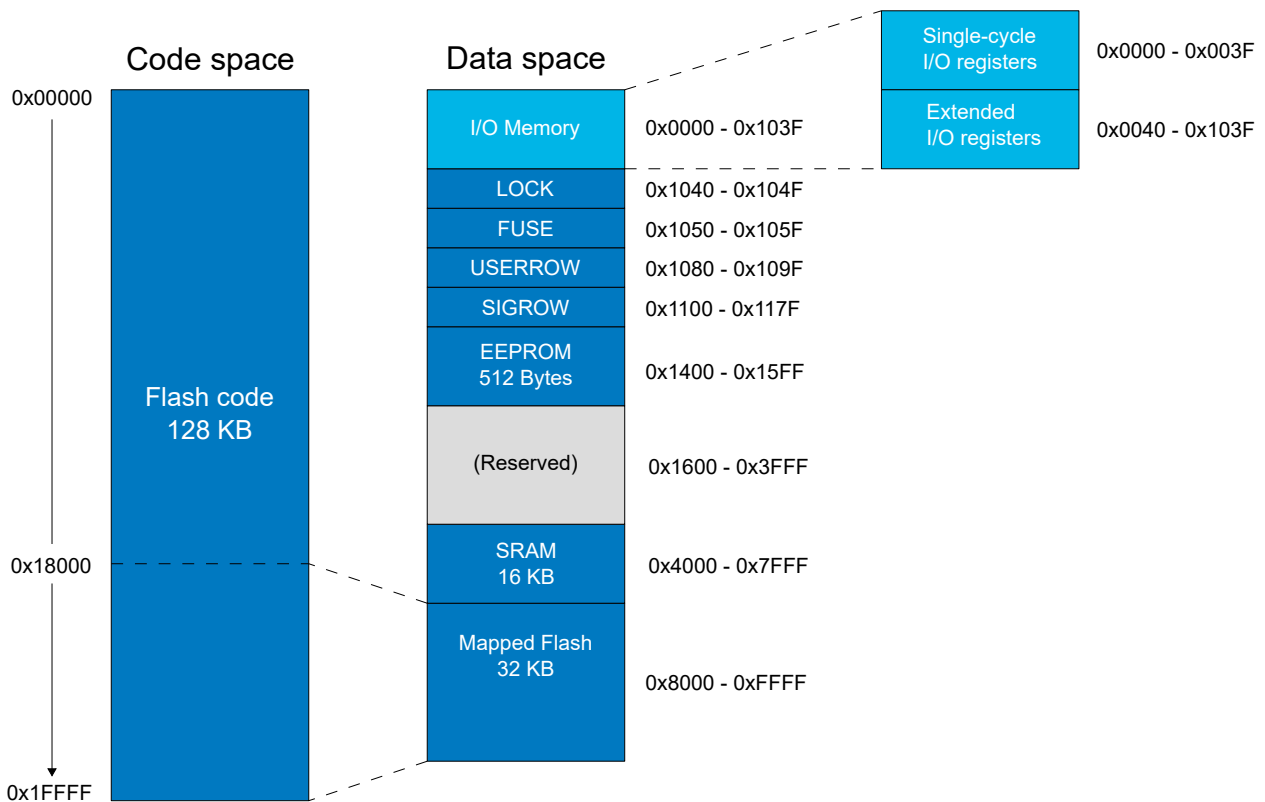 Code space
0x00000
Flash code
128 KB
0x18000
0x1FFFF
Data space
I/O Memory
0x0000 - 0x103F
LOCK
0x1040 - 0x104F
FUSE
0x1050 - 0x105F
USERROW
0x1080 - 0x109F
SIGROW
0x1100 - 0x117F
EEPROM
512 Bytes
0x1400 - 0x15FF
(Reserved)
0x1600 - 0x3FFF
SRAM
16 KB
0x4000 - 0x7FFF
Mapped Flash
32 KB
0x8000 - 0xFFFF
Single-cycle
I/O registers
0x0000 - 0x003F
Extended
I/O registers
0x0040 - 0x103F